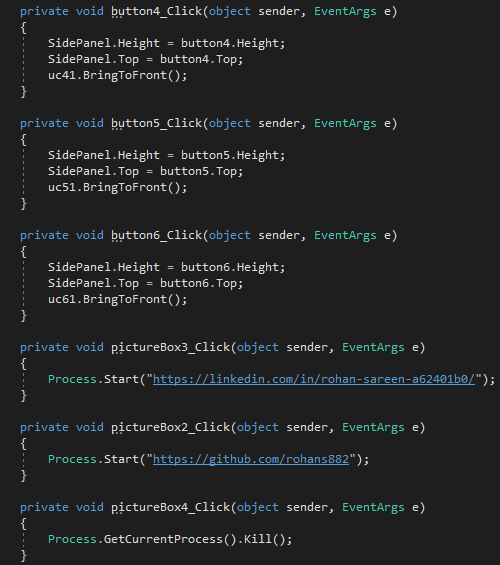 private void button4_Click(object sender, EventArgs e)
{
SidePanel.Height = button4.Height;
SidePanel.Top = button4.Top;
uc41.BringToFront();
}
private void button5_Click(object sender, EventArgs e)
{
SidePanel.Height = button5.Height;
SidePanel.Top = button5.Top;
uc51.BringToFront();
}
private void button6_Click(object sender, EventArgs e)
{
SidePanel.Height = button6.Height;
SidePanel.Top = button6.Top;
uc61.BringToFront();
}
private void pictureBox3_Click(object sender, EventArgs e)
{
Process.Start("https://linkedin.com/in/rohan-sareen-a62401b0/");
}
private void pictureBox2_Click(object sender, EventArgs e)
{
Process.Start("https://github.com/rohans882");
}
private void pictureBox4_Click(object sender, EventArgs e)
{
Process.GetCurrentProcess().Kill();
}